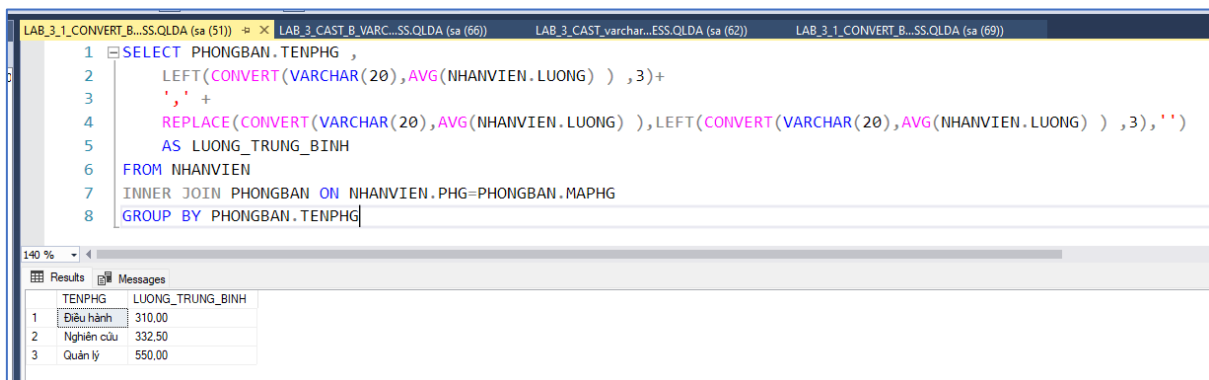 LAB_3_1_CONVERT_B...SS.QLDA (sa (51)) LAB_3_CAST_B_VARC...SS.QLDA (sa (66)) LAB_3_CAST_varchar...ESS.QLDA (sa (62)) LAB_3_1_CONVERT_B...SS.QLDA (sa (69))
1 SELECT PHONGBAN.TENPHG ,
2 LEFT(CONVERT(VARCHAR(20),AVG(NHANVIEN.LUONG) ) ,3)+
3 ',' +
4 REPLACE(CONVERT(VARCHAR(20),AVG(NHANVIEN.LUONG) ),LEFT(CONVERT(VARCHAR(20),AVG(NHANVIEN.LUONG) ) ,3),'')
5 AS LUONG_TRUNG_BINH
6 FROM NHANVIEN
7 INNER JOIN PHONGBAN ON NHANVIEN.PHG=PHONGBAN.MAPHG
8 GROUP BY PHONGBAN.TENPHG
140 %
Results Messages
TENPHG LUONG_TRUNG_BINH
1 Điều hành 310,00
2 Nghiên cứu 332,50
3 Quản lý 550,00